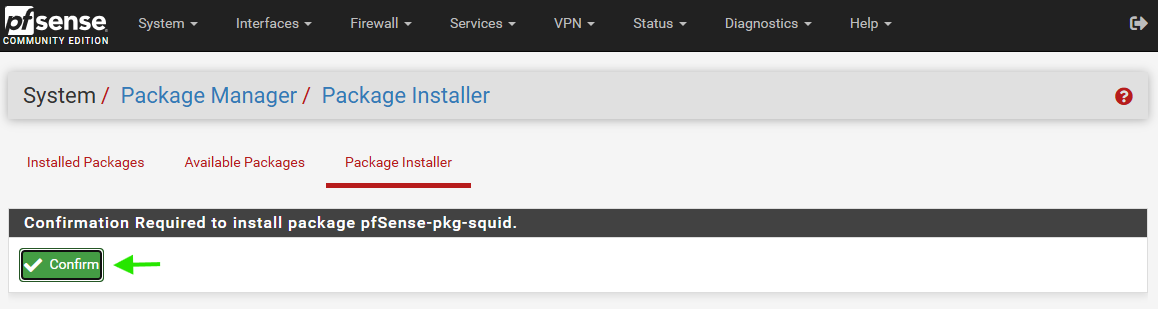 pfsense System Interfaces Firewall Services VPN Status Diagnostics Help
COMMUNITY EDITION
System / Package Manager / Package Installer
Installed Packages Available Packages Package Installer
Confirmation Required to install package pfSense-pkg-squid.
Confirm